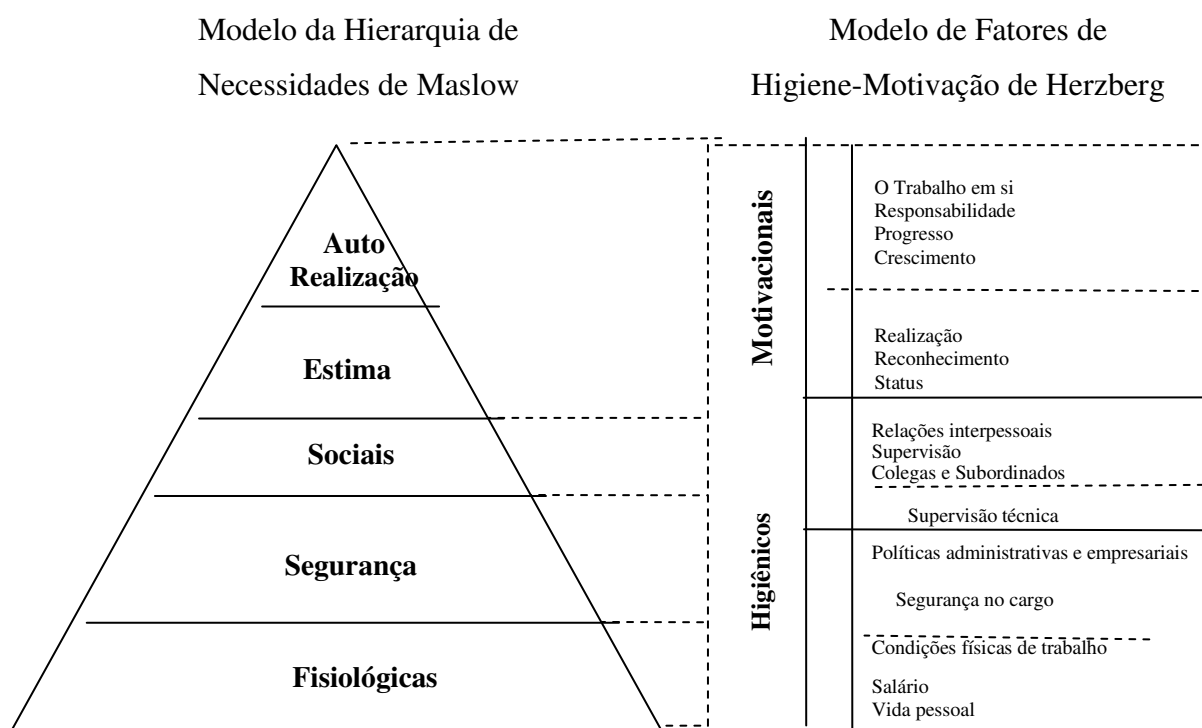 Modelo da Hierarquia de
Necessidades de Maslow
Auto
Realização
Estima
Sociais
Segurança
Fisiológicas
Modelo de Fatores de
Higiene-Motivação de Herzberg
Motivacionais
O Trabalho em si
Responsabilidade
Progresso
Crescimento
Realização
Reconhecimento
Status
Higiênicos
Relações interpessoais
Supervisão
Colegas e Subordinados
Supervisão técnica
Políticas administrativas e empresariais
Segurança no cargo
Condições físicas de trabalho
Salário
Vida pessoal